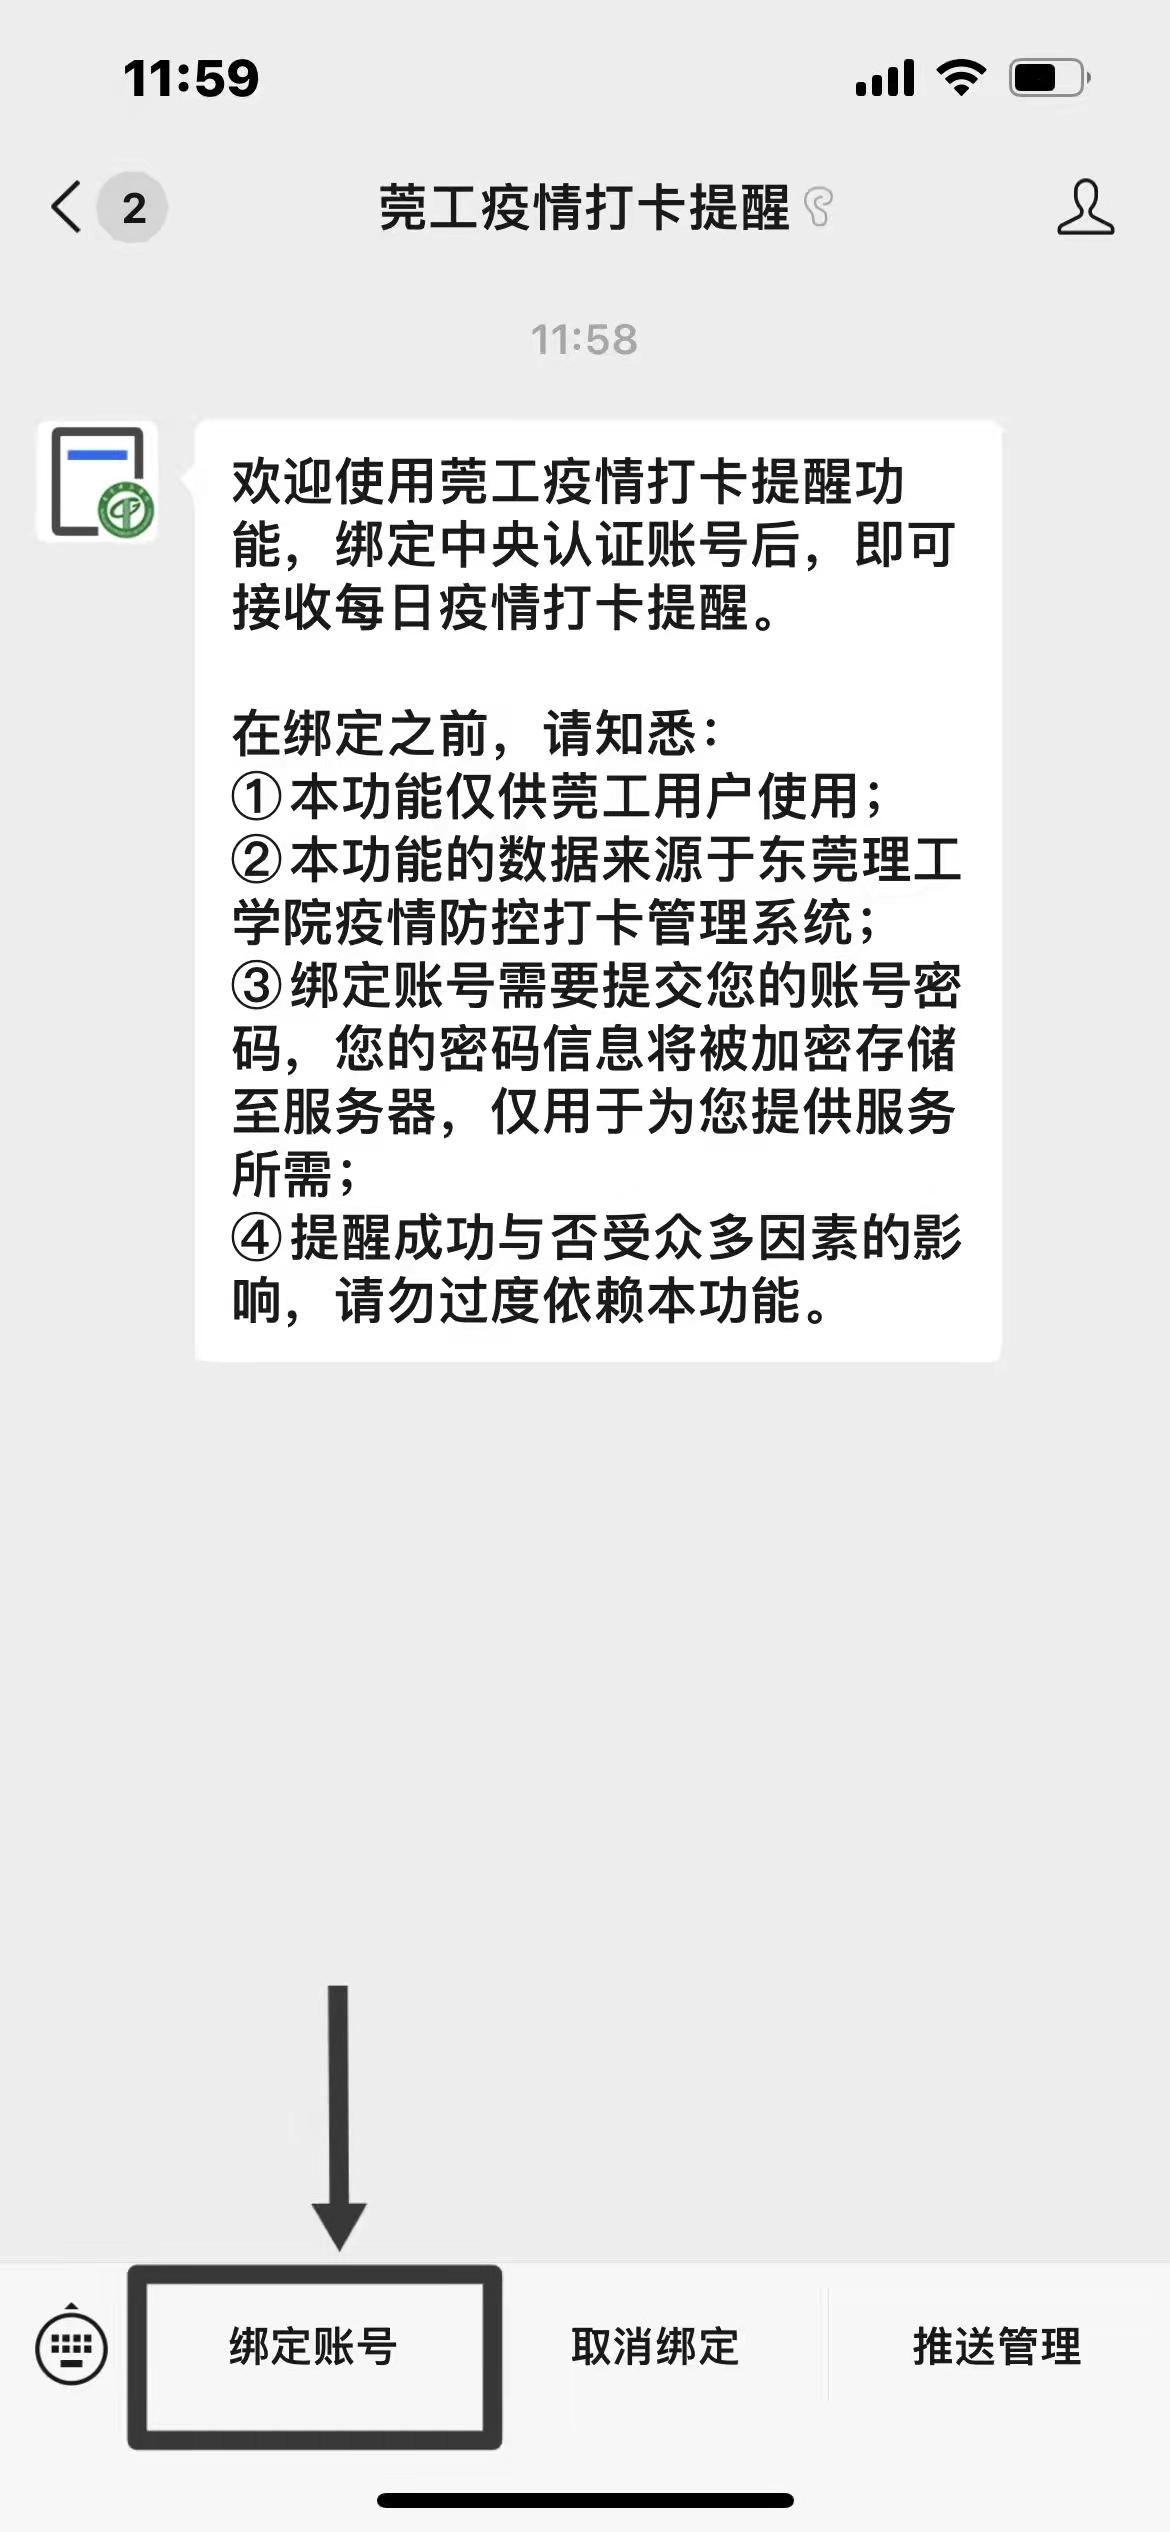 11:59
2
莞工疫情打卡提醒
11:58
欢迎使用莞工疫情打卡提醒功
能，绑定中央认证账号后，即可
接收每日疫情打卡提醒。
在绑定之前，请知悉：
①本功能仅供莞工用户使用；
②本功能的数据来源于东莞理工
学院疫情防控打卡管理系统；
③绑定账号需要提交您的账号密
码，您的密码信息将被加密存储
至服务器，仅用于为您提供服务
所需；
④提醒成功与否受众多因素的影
响，请勿过度依赖本功能。
绑定账号
取消绑定
推送管理